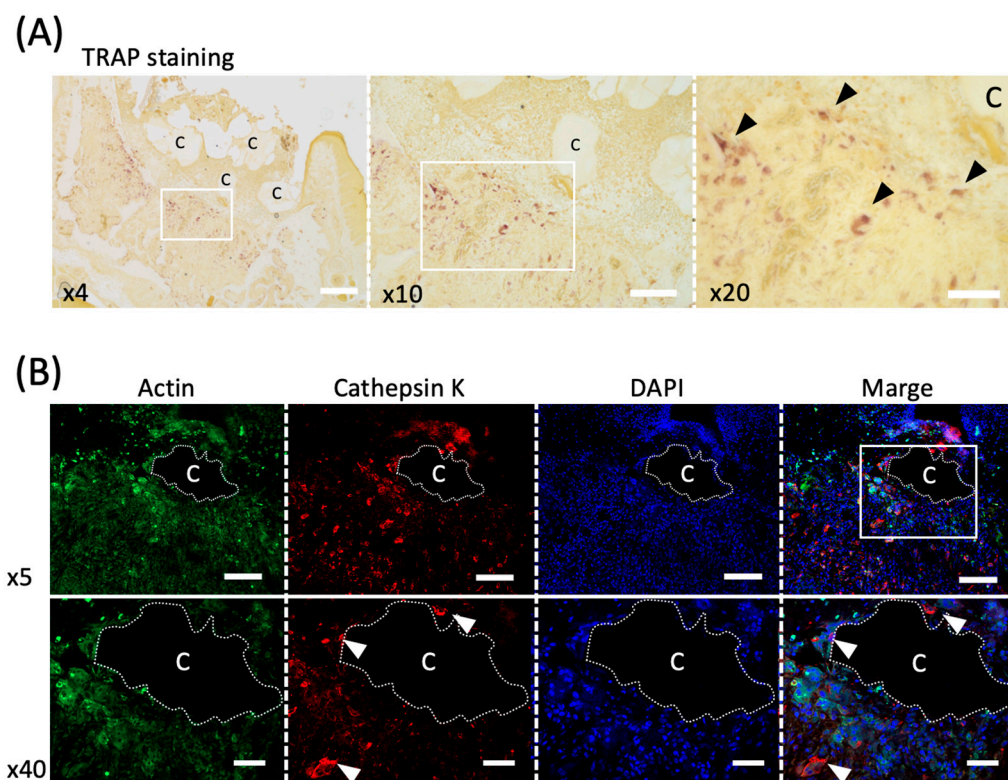 (A)
TRAP staining
C C
C
C
x4
C
x10
C
x20
(B)
Actin Cathepsin K DAPI Marge
C C C C
x5
C C C C
x40